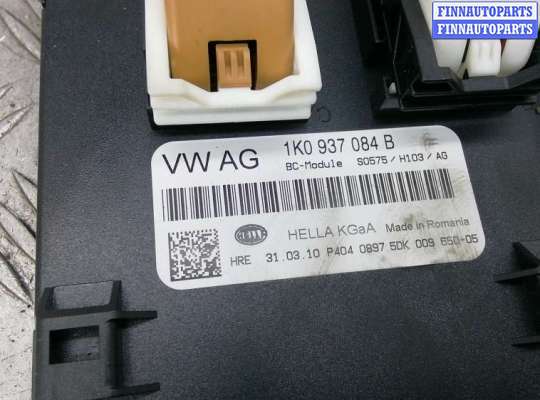 FINNAUTOPARTS
FINNAUTOPARTS
VW AG 1K0 937 084 B
BC-Module S0575 / H103 / AG
HELLA HELLA KGaA Made in Romania
HRE 31.03.10 P404 0897 5DK 009 650-05